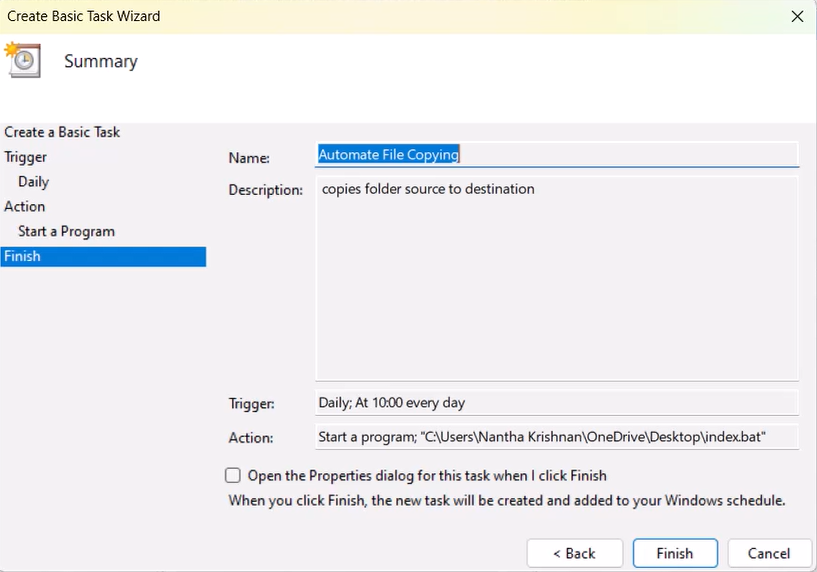 Create Basic Task Wizard
Summary
Create a Basic Task
Trigger
Daily
Action
Start a Program
Finish
Name: Automate File Copying
Description: copies folder source to destination
Trigger: Daily; At 10:00 every day
Action: Start a program; "C:\Users\Nantha Krishnan\OneDrive\Desktop\index.bat"
Open the Properties dialog for this task when I click Finish
When you click Finish, the new task will be created and added to your Windows schedule.
< Back Finish Cancel